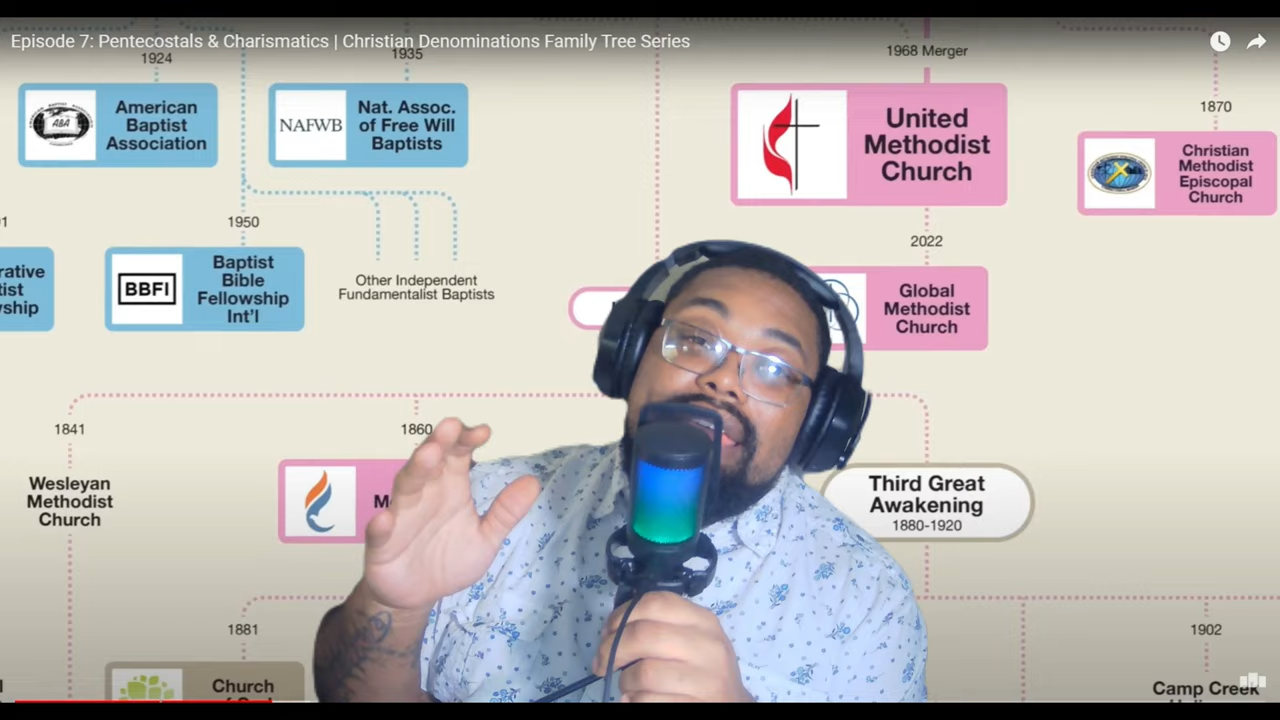 Episode 7: Pentecostals & Charismatics | Christian Denominations Family Tree Series
1924
1935
1968 Merger
1870
American
Baptist
Association
ABA
NAFWB
Nat. Assoc.
of Free Will
Baptists
United
Methodist
Church
Christian
Methodist
Episcopal
Church
1950
2022
BBFI
Baptist
Bible
Fellowship
Int'l
Other Independent
Fundamentalist Baptists
Global
Methodist
Church
1841
1860
Wesleyan
Methodist
Church
Third Great
Awakening
1880-1920
1881
1902
Church
Camp Creek